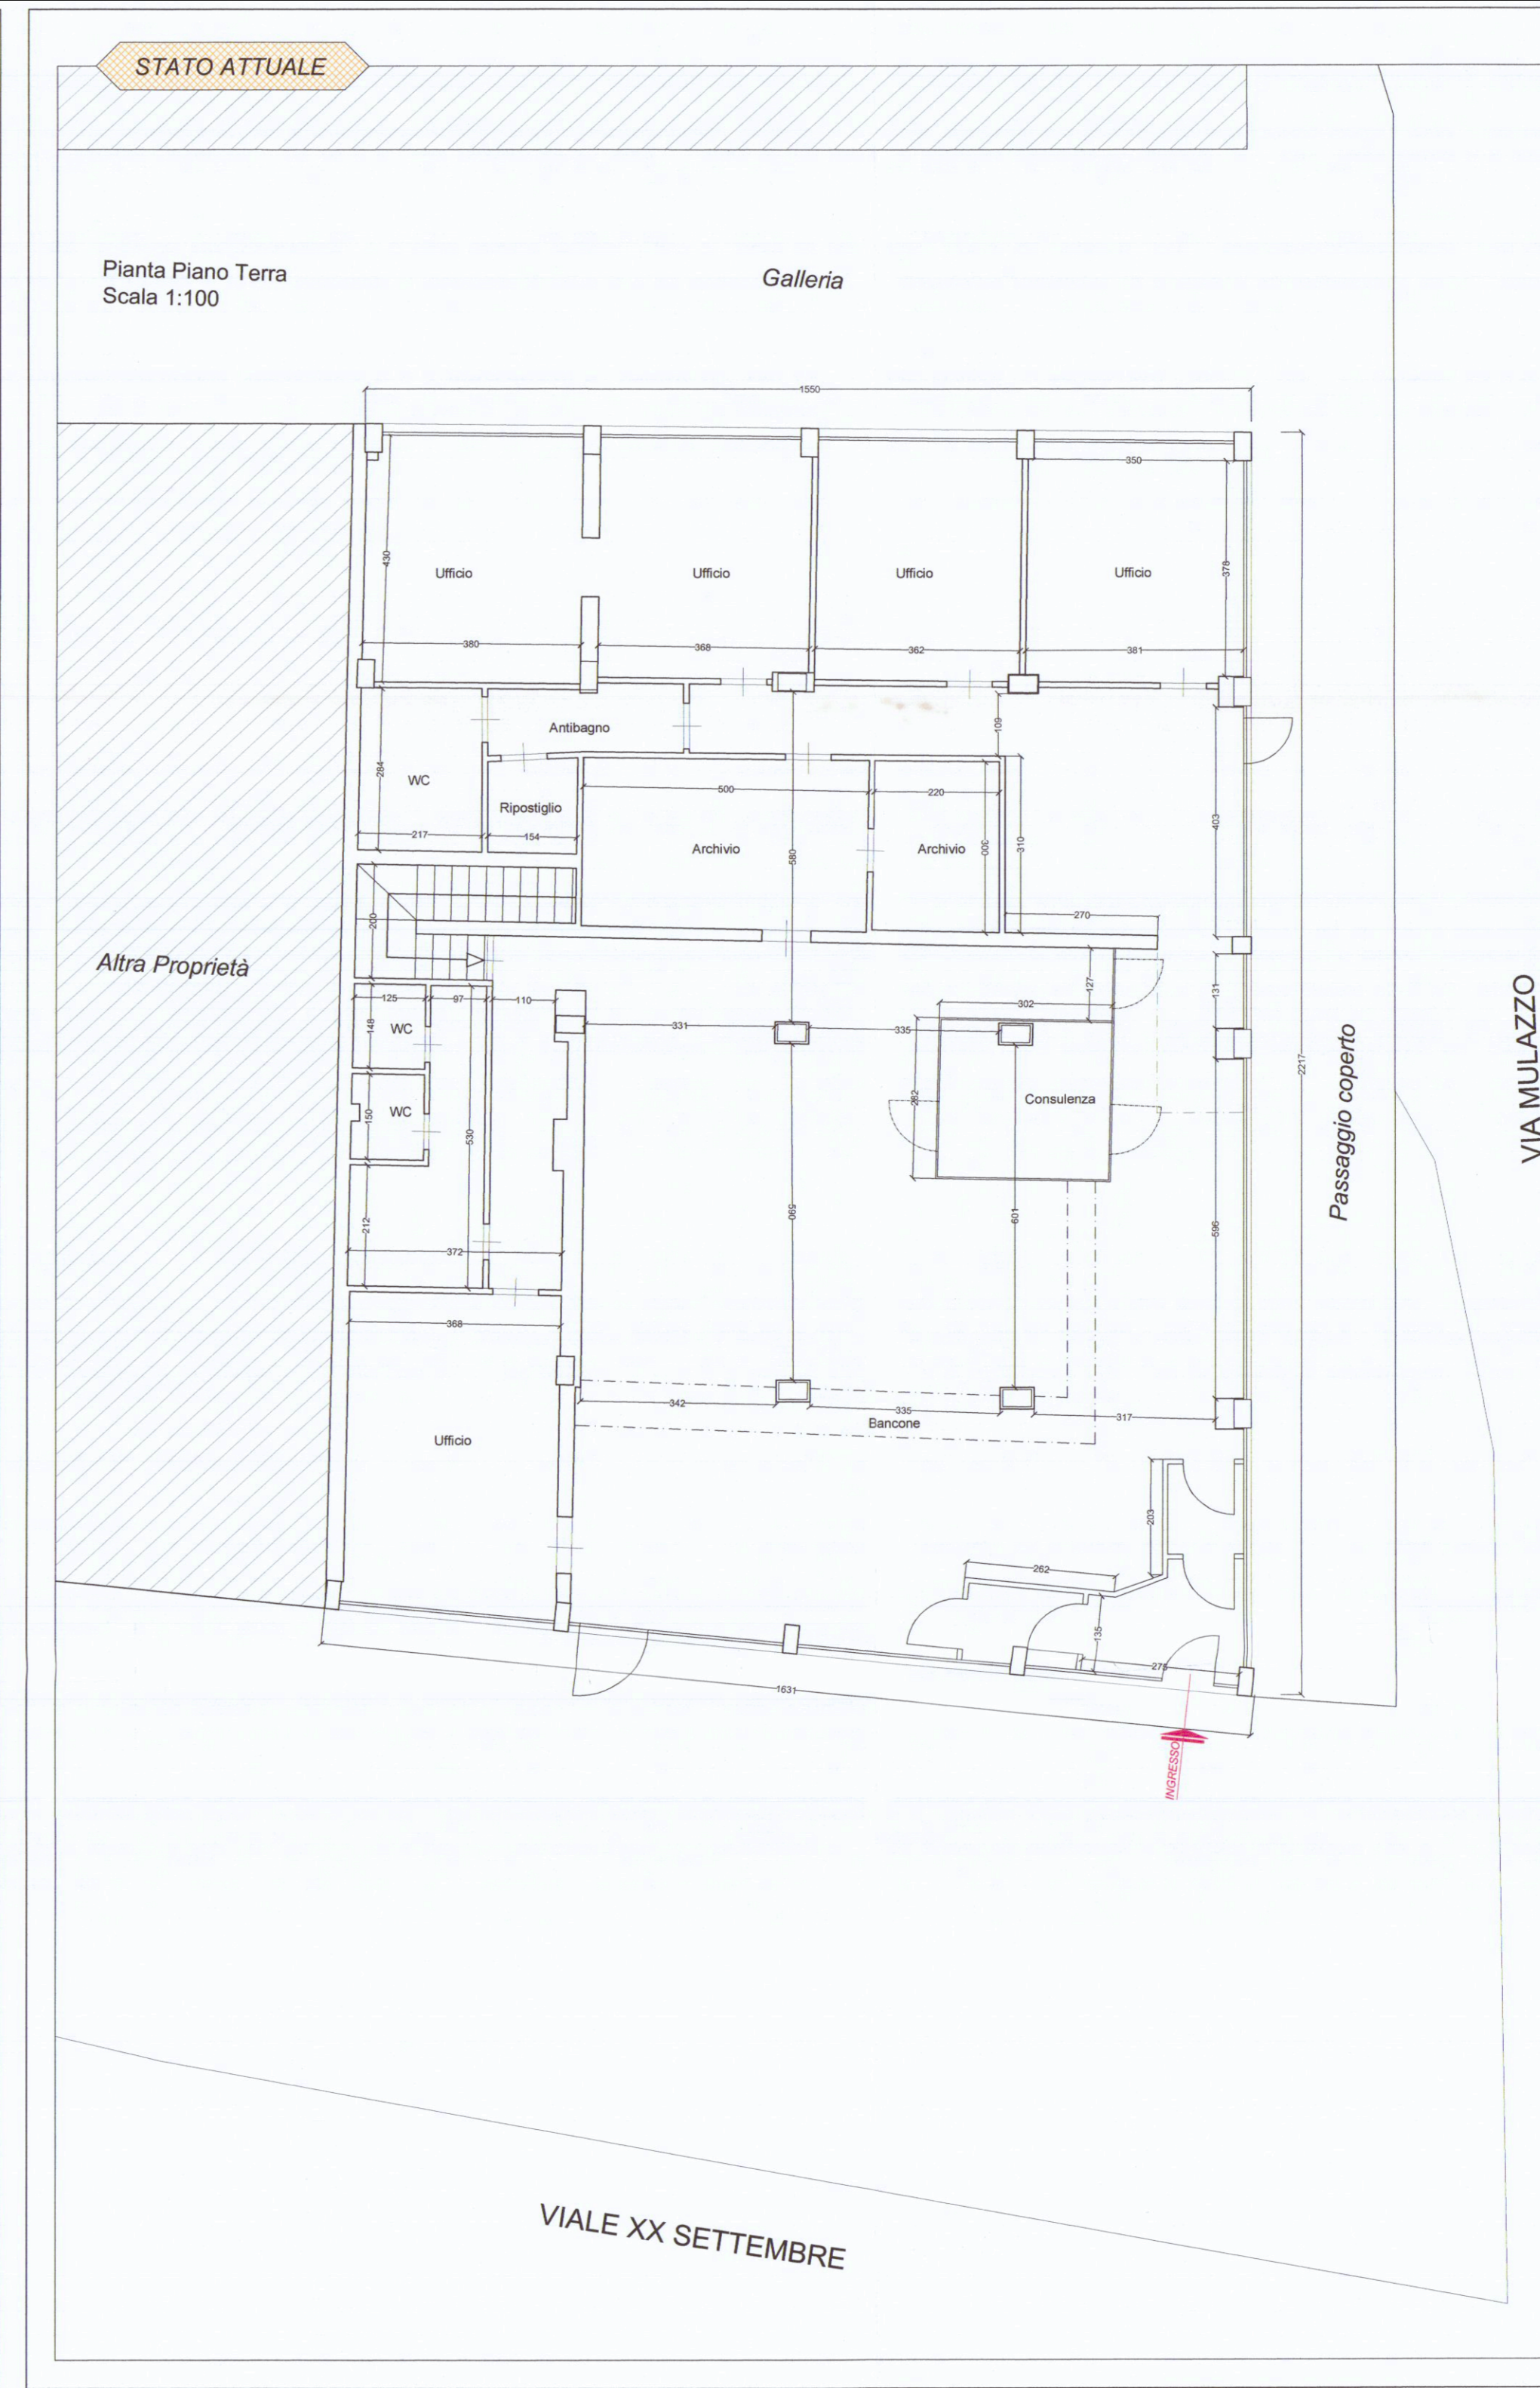 STATO ATTUALE
Pianta Piano Terra
Scala 1:100
Galleria
1550
350
430
Ufficio
Ufficio
Ufficio
Ufficio
378
380
368
362
381
Antibagno
109
284
WC
Ripostiglio
500
220
217
154
Archivio
580
Archivio
300
310
403
200
270
Altra Proprietà
127
131
125
97
110
302
148
WC
331
335
2217
Passaggio coperto
VIA MULAZZO
282
Consulenza
150
WC
530
212
590
601
596
372
368
342
335
317
Bancone
Ufficio
203
262
135
275
1631
INGRESSO
VIALE XX SETTEMBRE